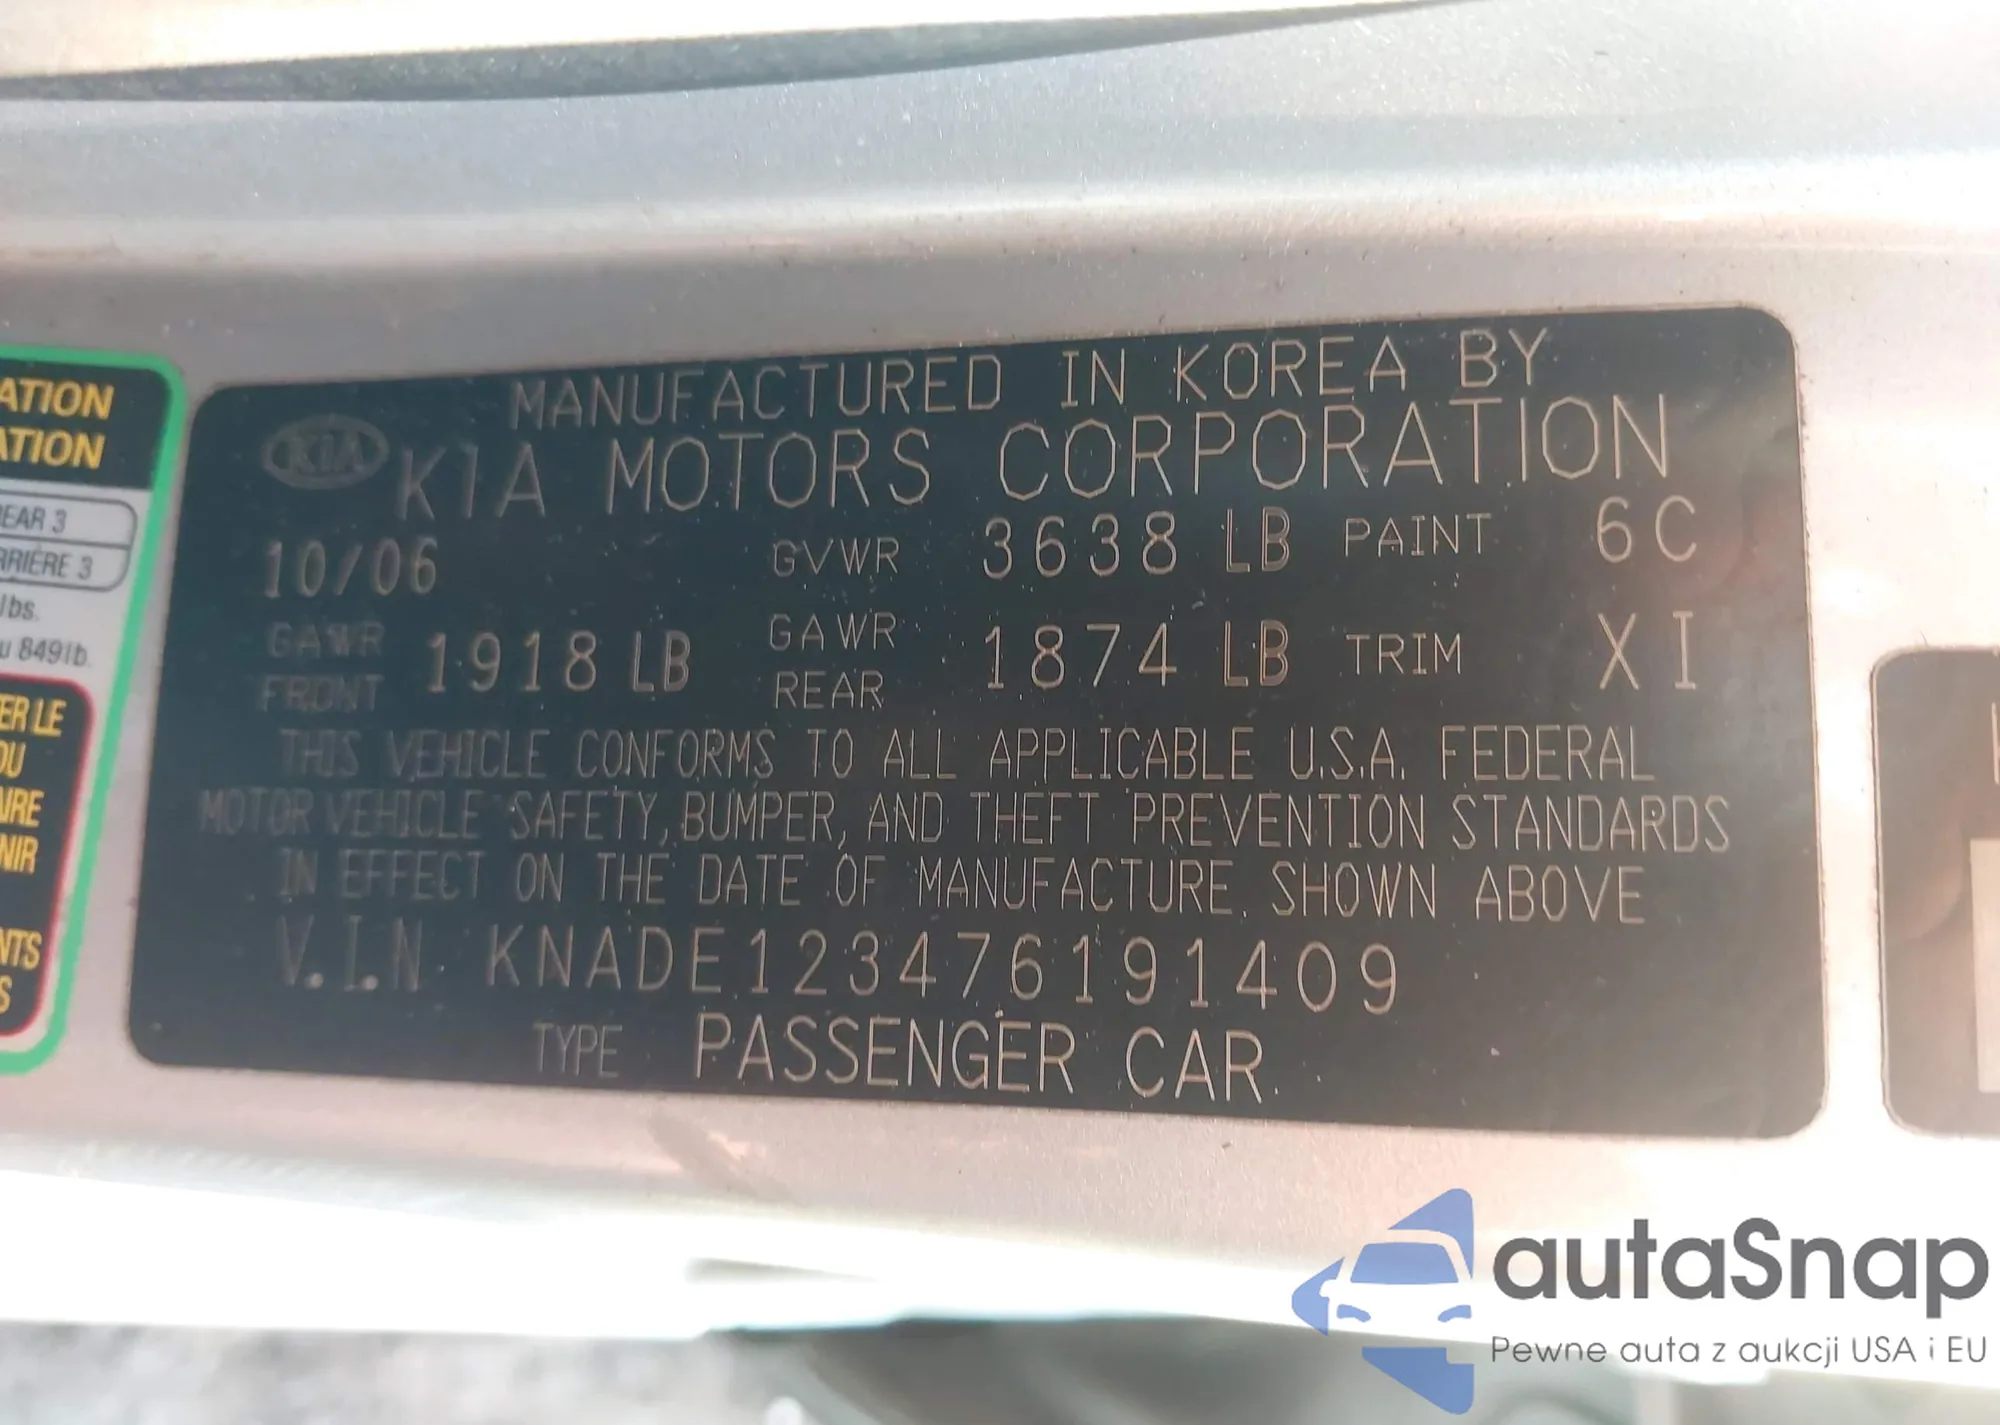 ATION
ATION
REAR 3
RRIÈRE 3
lbs.
u 849lb.
ER LE
OU
AIRE
NIR
NTS
S
MANUFACTURED IN KOREA BY
KIA KIA MOTORS CORPORATION
10/06 GVWR 3638 LB PAINT 6C
GAWR FRONT 1918 LB GAWR REAR 1874 LB TRIM XI
THIS VEHICLE CONFORMS TO ALL APPLICABLE U.S.A. FEDERAL
MOTOR VEHICLE SAFETY, BUMPER, AND THEFT PREVENTION STANDARDS
IN EFFECT ON THE DATE OF MANUFACTURE SHOWN ABOVE
V.I.N KNADE123476191409
TYPE PASSENGER CAR
autaSnap
Pewne auta z aukcji USA i EU